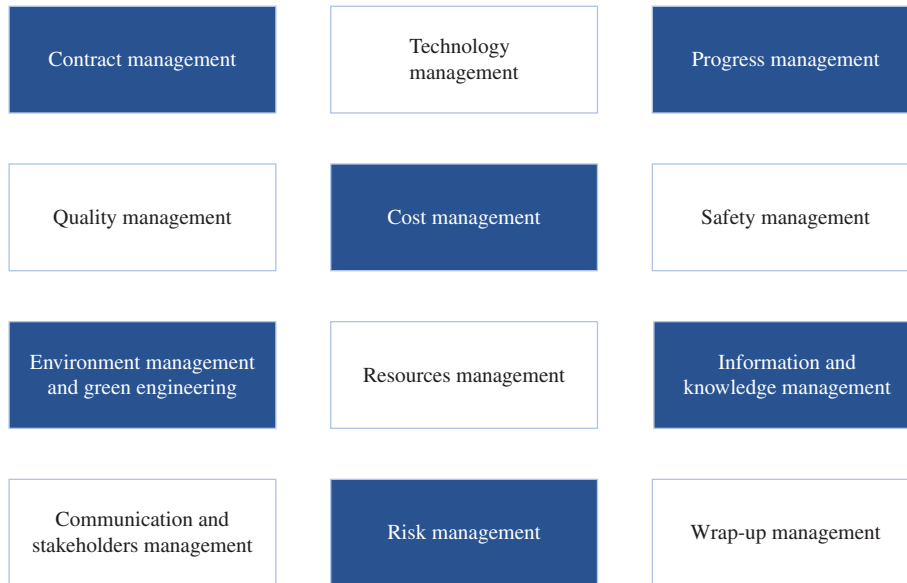 Contract management
Technology
management
Progress management
Quality management
Cost management
Safety management
Environment management
and green engineering
Resources management
Information and
knowledge management
Communication and
stakeholders management
Risk management
Wrap-up management